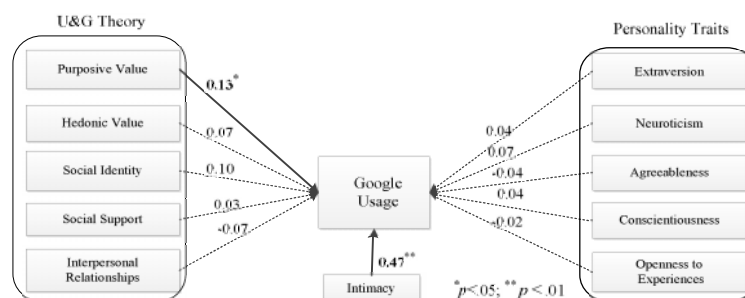 U&G Theory
Personality Traits
Purposive Value
Hedonic Value
Social Identity
Social Support
Interpersonal
Relationships
0.13*
0.07
0.10
0.03
-0.07
Google
Usage
0.47**
Intimacy
0.04
0.07
-0.04
0.04
-0.02
Extraversion
Neuroticism
Agreeableness
Conscientiousness
Openness to
Experiences
*p<.05; **p < .01